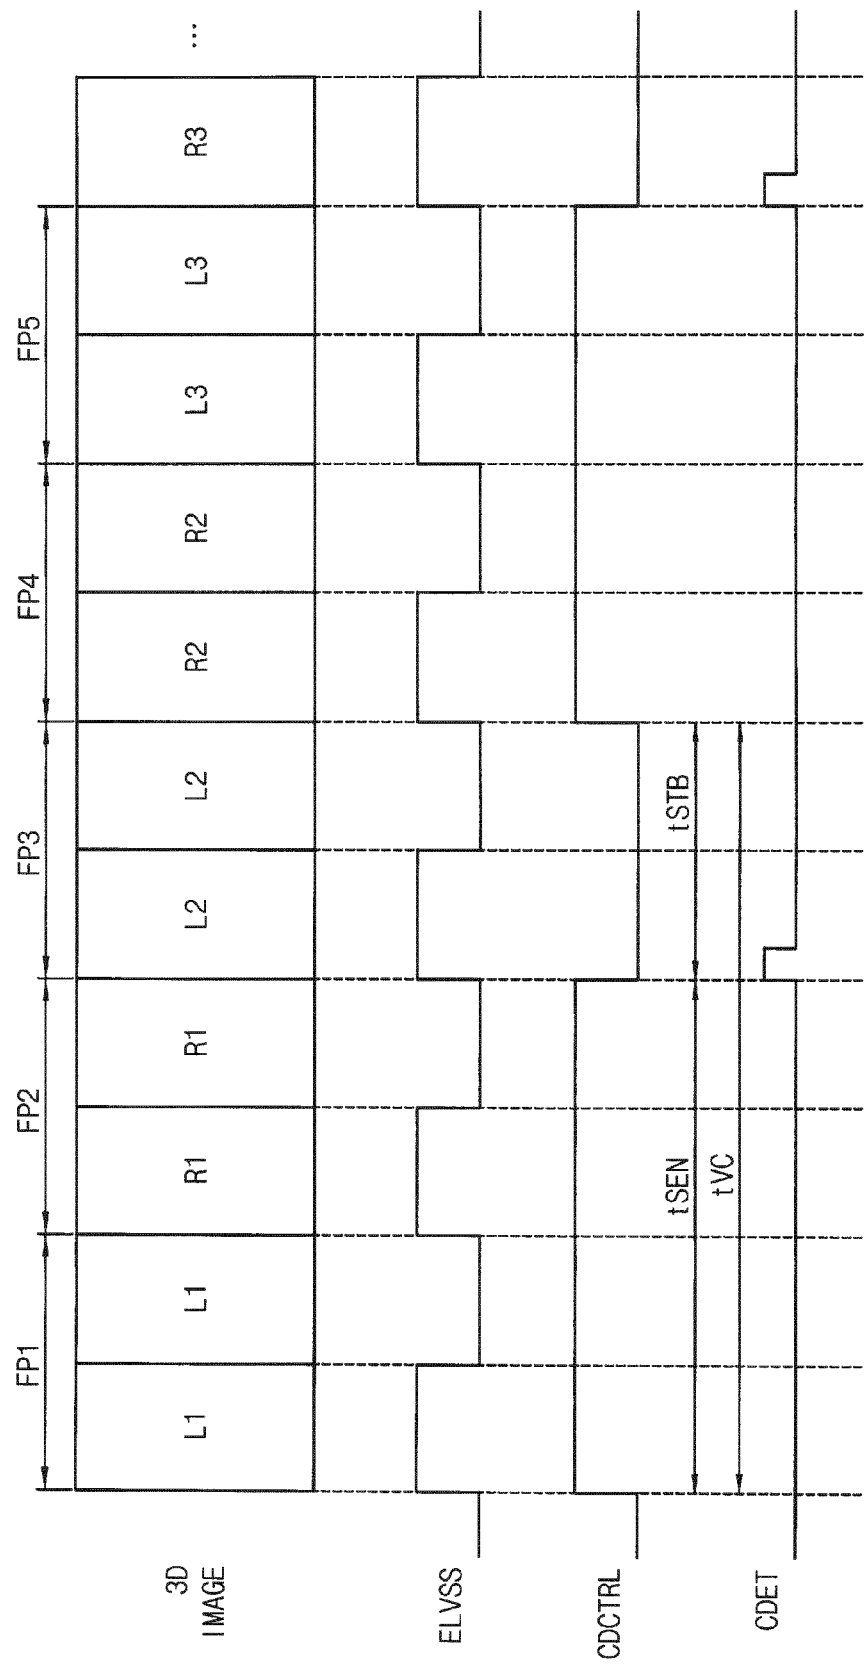 FP1 FP2 FP3 FP4 FP5
3D
IMAGE
L1 L1 R1 R1 L2 L2 R2 R2 L3 L3 R3 ...
ELVSS
CDCTRL
tSEN tSTB
tVC
CDET